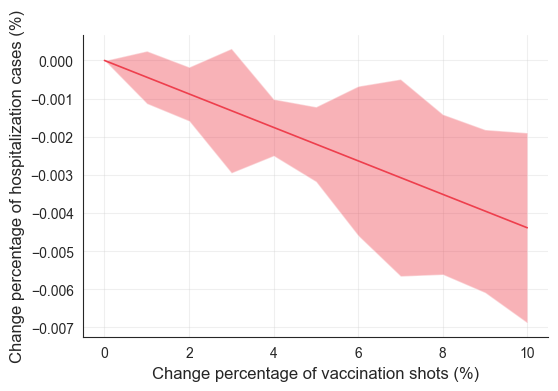 Change percentage of hospitalization cases (%)
0.000
−0.001
−0.002
−0.003
−0.004
−0.005
−0.006
−0.007
0 2 4 6 8 10
Change percentage of vaccination shots (%)